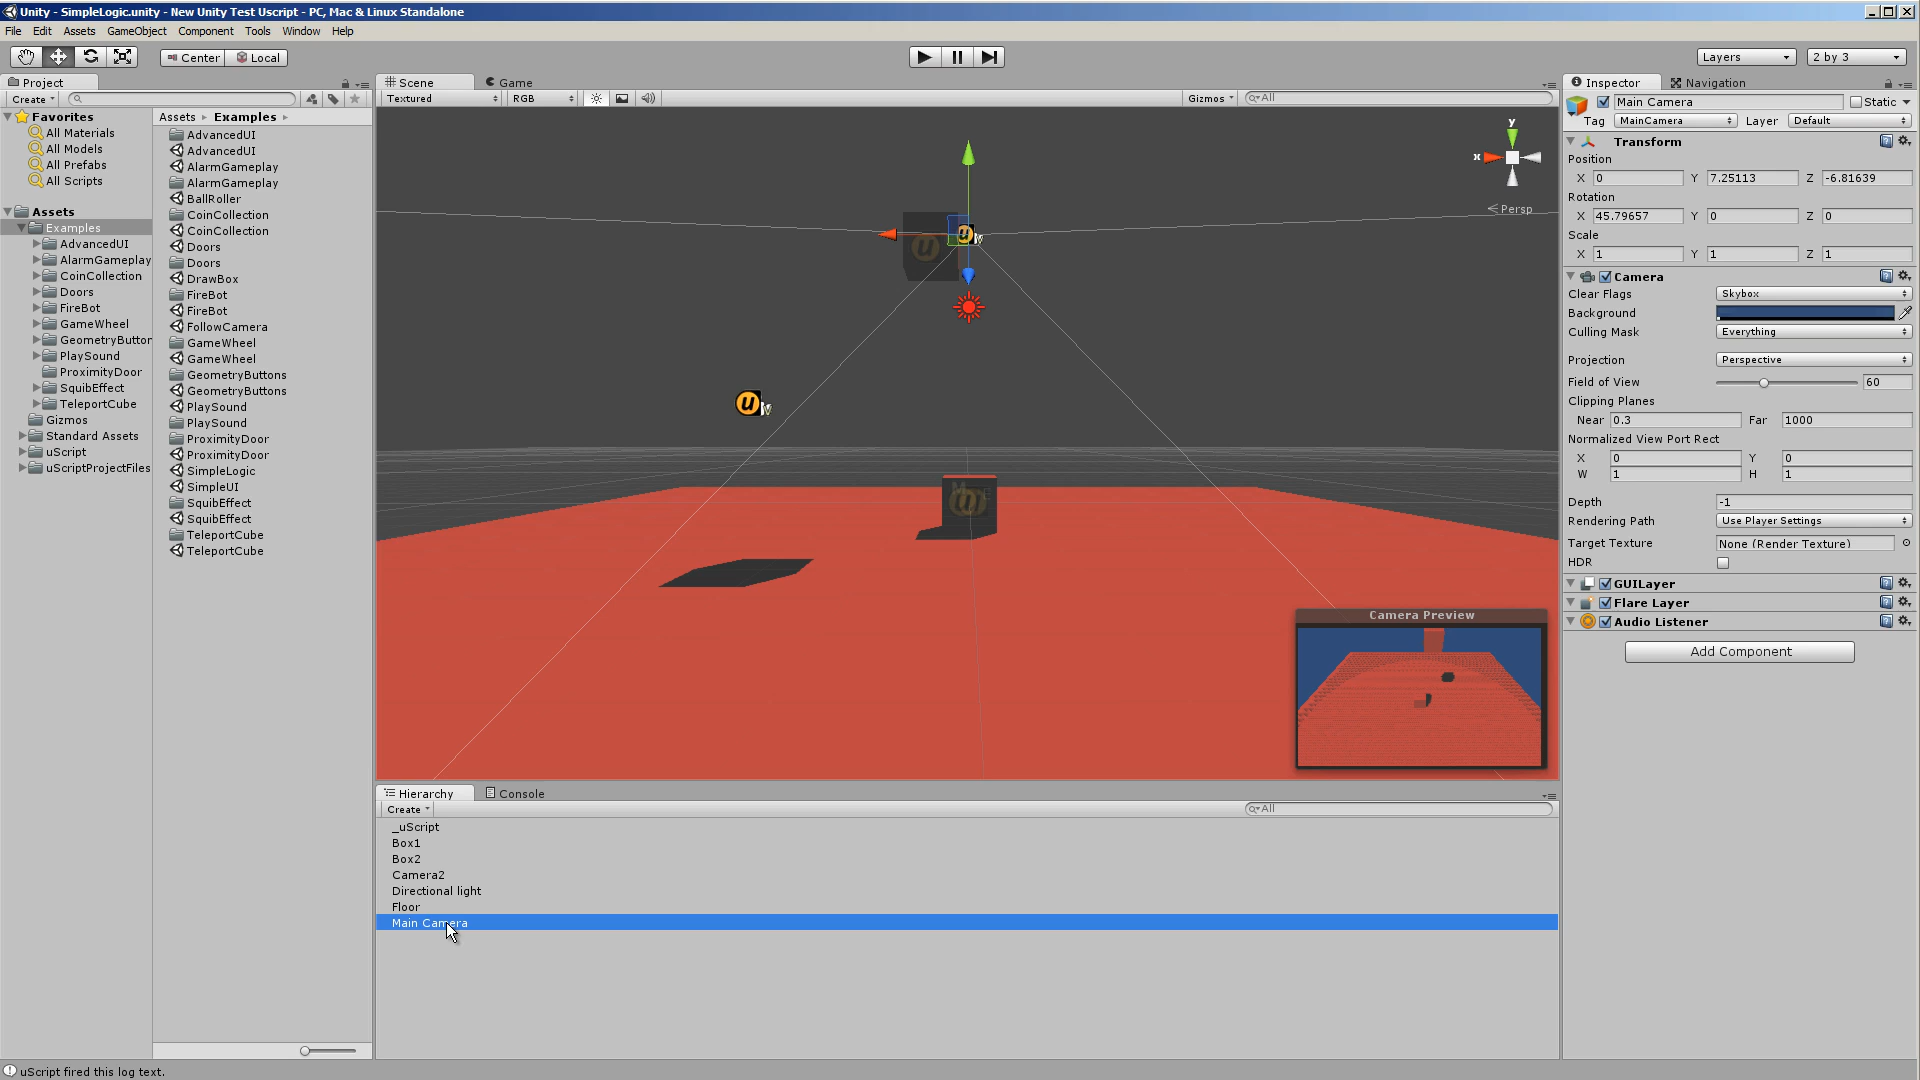 Unity - SimpleLogic.unity - New Unity Test Uscript - PC, Mac & Linux Standalone
File Edit Assets GameObject Component Tools Window Help
Center Local
Layers 2 by 3
Project
Create
Favorites
All Materials
All Models
All Prefabs
All Scripts
Assets
Examples
AdvancedUI
AlarmGameplay
CoinCollection
Doors
FireBot
GameWheel
GeometryButtor
PlaySound
ProximityDoor
SquibEffect
TeleportCube
Gizmos
Standard Assets
uScript
uScriptProjectFiles
Assets Examples
AdvancedUI
AdvancedUI
AlarmGameplay
AlarmGameplay
BallRoller
CoinCollection
CoinCollection
Doors
Doors
DrawBox
FireBot
FireBot
FollowCamera
GameWheel
GameWheel
GeometryButtons
GeometryButtons
PlaySound
PlaySound
ProximityDoor
ProximityDoor
SimpleLogic
SimpleUI
SquibEffect
SquibEffect
TeleportCube
TeleportCube
Scene Game
Textured RGB Gizmos All
y
x
Persp
Camera Preview
Hierarchy Console
Create All
_uScript
Box1
Box2
Camera2
Directional light
Floor
Main Camera
Inspector Navigation
Main Camera Static
Tag MainCamera Layer Default
Transform
Position
X 0 Y 7.25113 Z -6.81639
Rotation
X 45.79657 Y 0 Z 0
Scale
X 1 Y 1 Z 1
Camera
Clear Flags Skybox
Background
Culling Mask Everything
Projection Perspective
Field of View 60
Clipping Planes
Near 0.3 Far 1000
Normalized View Port Rect
X 0 Y 0
W 1 H 1
Depth -1
Rendering Path Use Player Settings
Target Texture None (Render Texture)
HDR
GUILayer
Flare Layer
Audio Listener
Add Component
uScript fired this log text.